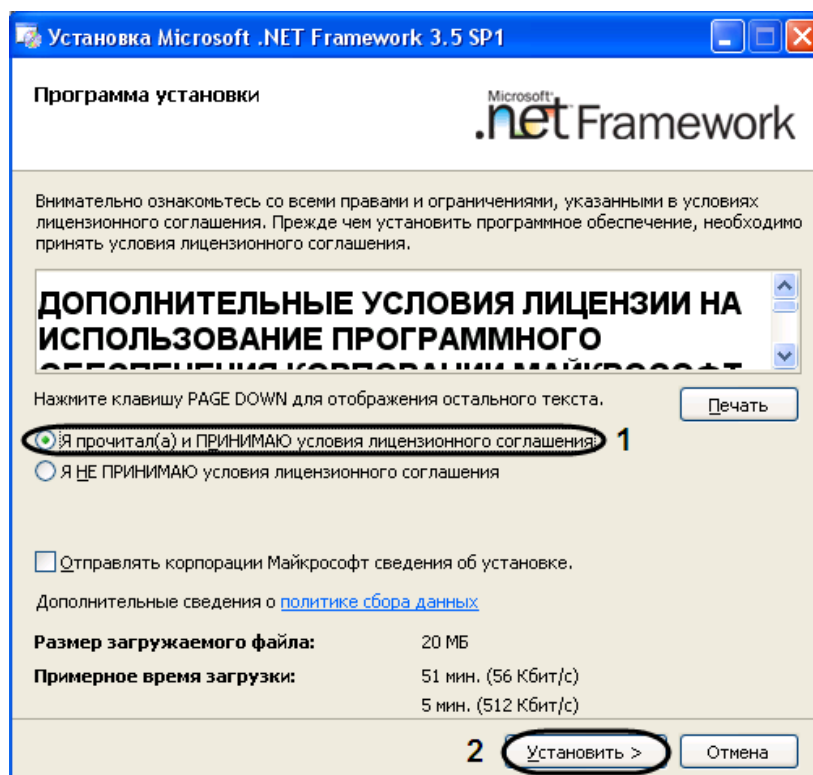 Установка Microsoft .NET Framework 3.5 SP1
Программа установки
Microsoft
.net Framework
Внимательно ознакомьтесь со всеми правами и ограничениями, указанными в условиях
лицензионного соглашения. Прежде чем установить программное обеспечение, необходимо
принять условия лицензионного соглашения.
ДОПОЛНИТЕЛЬНЫЕ УСЛОВИЯ ЛИЦЕНЗИИ НА
ИСПОЛЬЗОВАНИЕ ПРОГРАММНОГО
ОБЕСПЕЧЕНИЯ КОРПОРАЦИИ МАЙКРОСОФТ
Нажмите клавишу PAGE DOWN для отображения остального текста.
Печать
Я прочитал(а) и ПРИНИМАЮ условия лицензионного соглашения 1
Я НЕ ПРИНИМАЮ условия лицензионного соглашения
Отправлять корпорации Майкрософт сведения об установке.
Дополнительные сведения о политике сбора данных
Размер загружаемого файла: 20 МБ
Примерное время загрузки: 51 мин. (56 Кбит/с)
5 мин. (512 Кбит/с)
2 Установить > Отмена